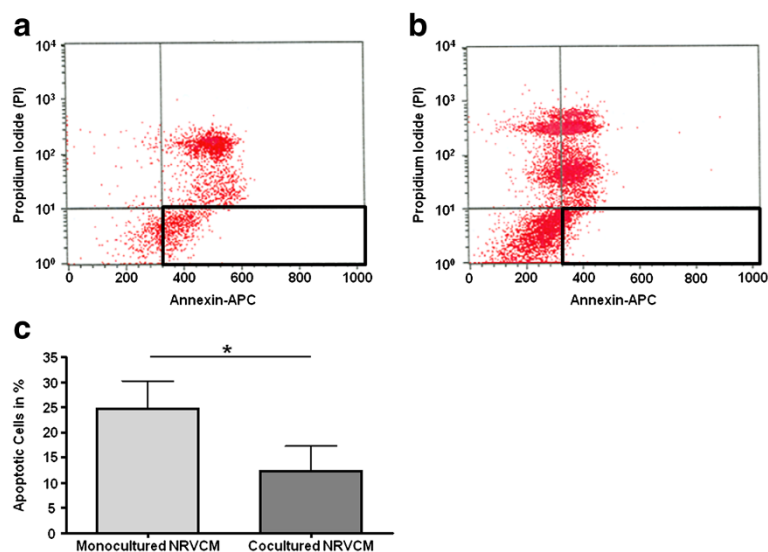 a
b
Propidium Iodide (PI)
10⁴
10³
10²
10¹
10⁰
0 200 400 600 800 1000
Annexin-APC
Propidium Iodide (PI)
10⁴
10³
10²
10¹
10⁰
0 200 400 600 800 1000
Annexin-APC
c
Apoptotic Cells in %
35
30
25
20
15
10
5
0
*
Monocultured NRVCM
Cocultured NRVCM